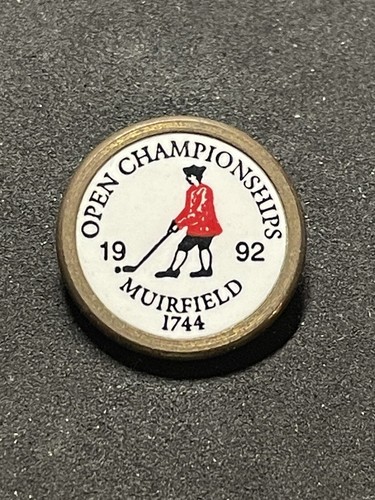 OPEN CHAMPIONSHIPS
19 92
MUIRFIELD
1744